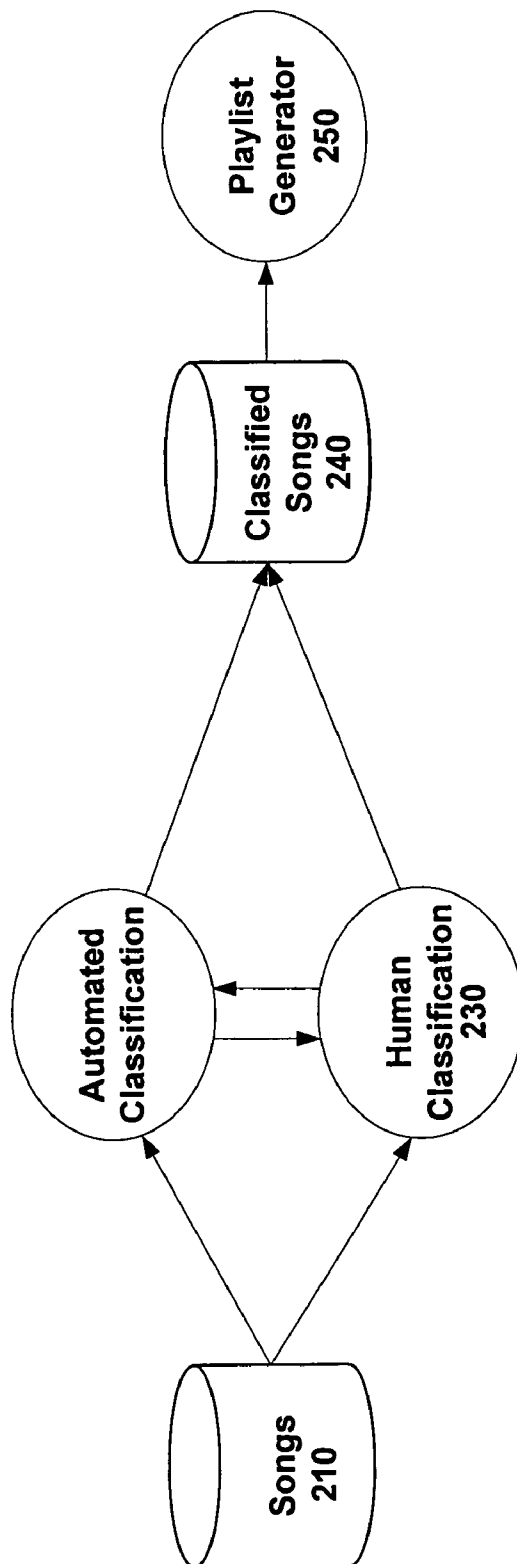 Songs
210
Automated
Classification
Human
Classification
230
Classified
Songs
240
Playlist
Generator
250